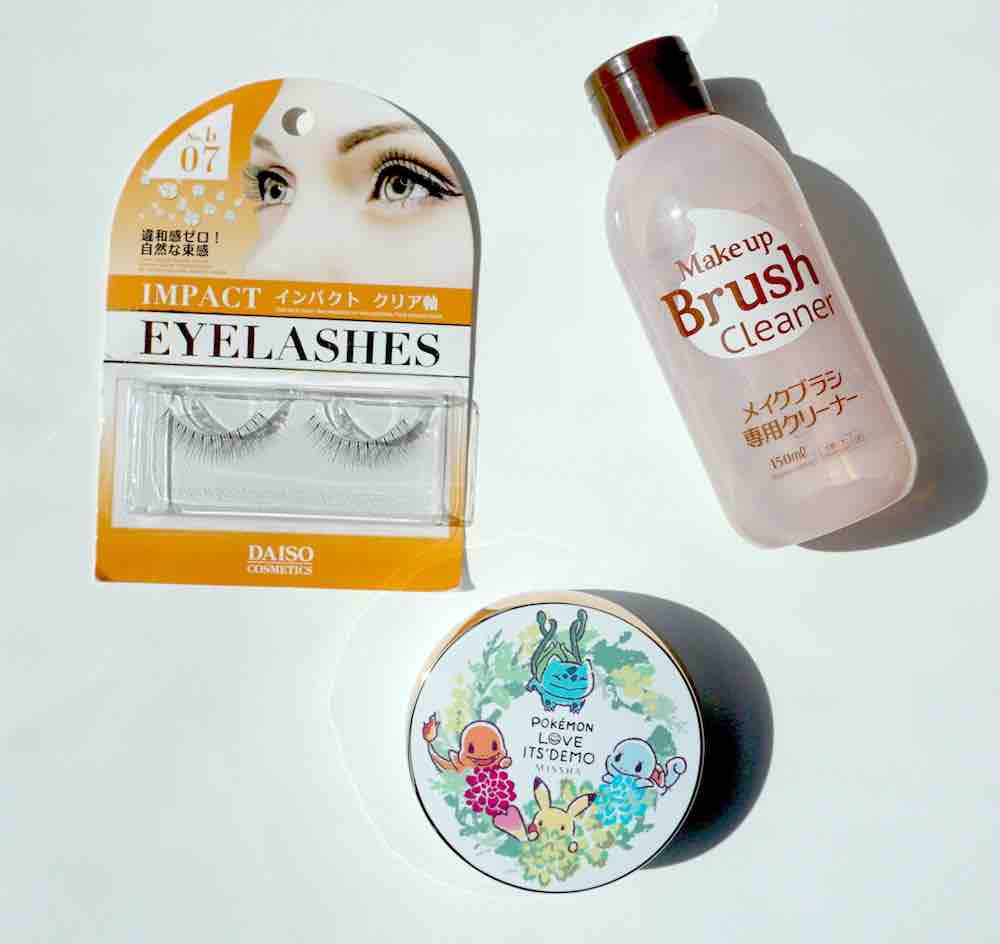 No. b
07
違和感ゼロ！
自然な束感
IMPACT インパクト クリア軸
EYELASHES
DAISO
COSMETICS
Make up
Brush
Cleaner
メイクブラシ
専用クリーナー
150mℓ
POKÉMON
LOVE
ITS'DEMO
MISSHA